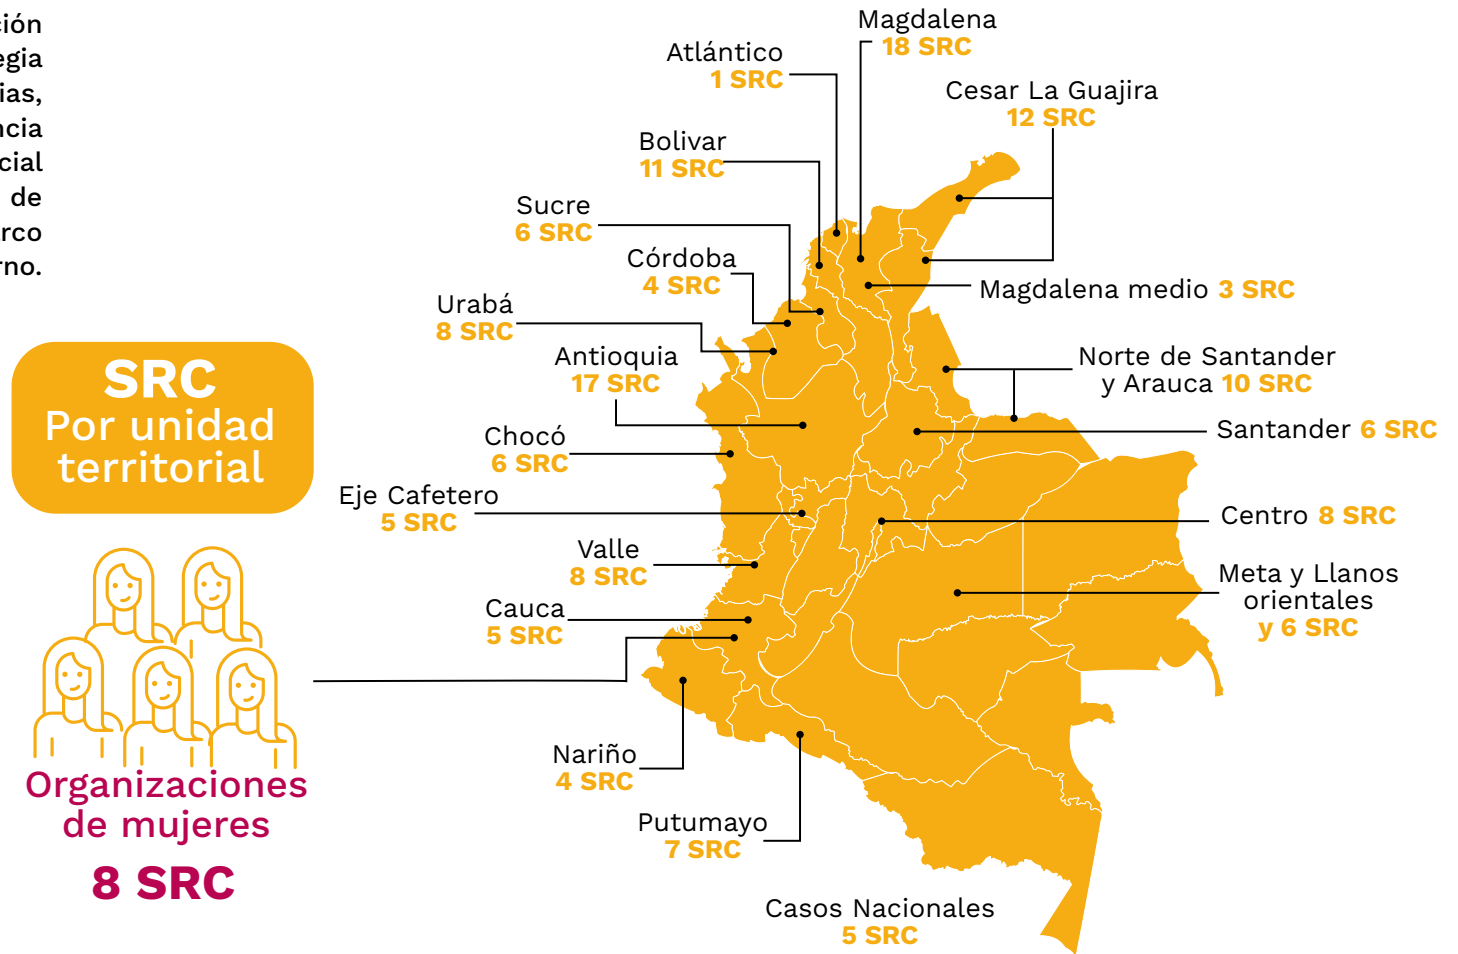 ción
egia
ias,
ncia
cial
de
rco
rno.
SRC
Por unidad
territorial
Organizaciones
de mujeres
8 SRC
Magdalena
18 SRC
Atlántico
1 SRC
Cesar La Guajira
12 SRC
Bolivar
11 SRC
Sucre
6 SRC
Córdoba
4 SRC
Magdalena medio 3 SRC
Urabá
8 SRC
Antioquia
17 SRC
Norte de Santander
y Arauca 10 SRC
Santander 6 SRC
Chocó
6 SRC
Eje Cafetero
5 SRC
Centro 8 SRC
Valle
8 SRC
Meta y Llanos
orientales
y 6 SRC
Cauca
5 SRC
Nariño
4 SRC
Putumayo
7 SRC
Casos Nacionales
5 SRC